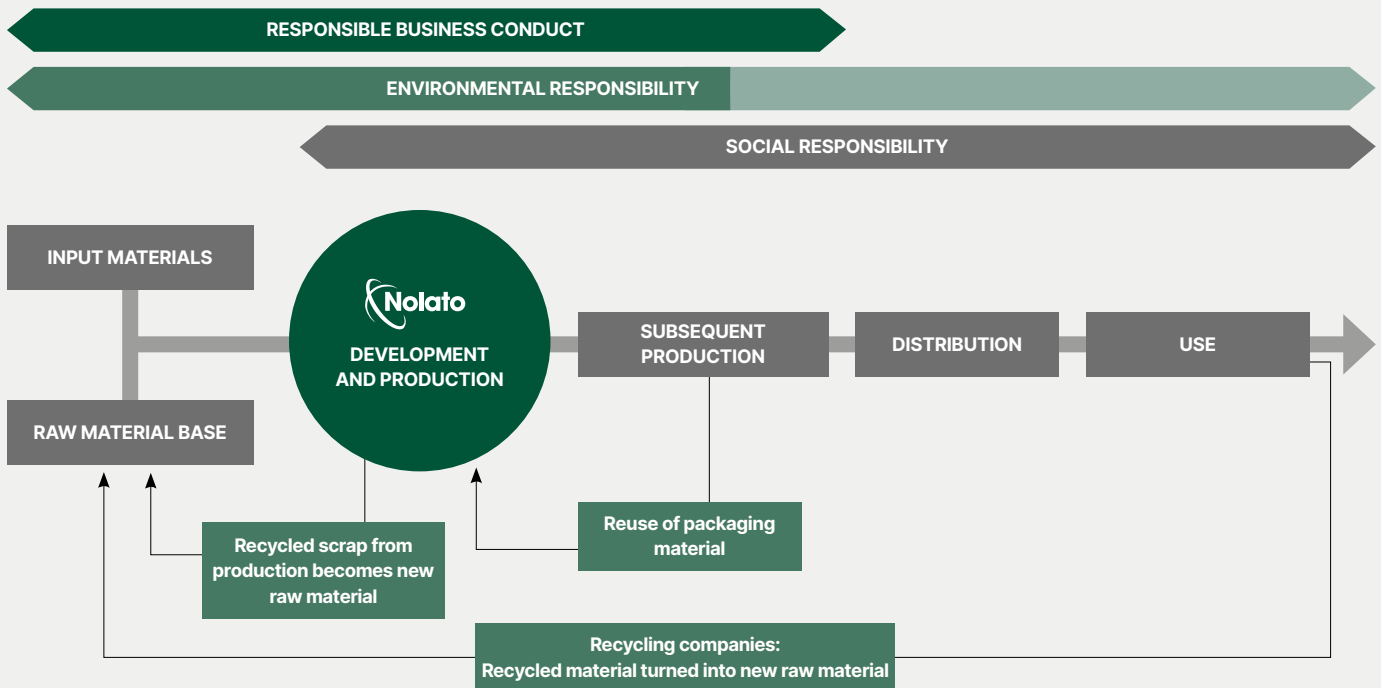 RESPONSIBLE BUSINESS CONDUCT
ENVIRONMENTAL RESPONSIBILITY
SOCIAL RESPONSIBILITY
INPUT MATERIALS
Nolato
DEVELOPMENT
AND PRODUCTION
SUBSEQUENT
PRODUCTION
DISTRIBUTION
USE
RAW MATERIAL BASE
Recycled scrap from
production becomes new
raw material
Reuse of packaging
material
Recycling companies:
Recycled material turned into new raw material